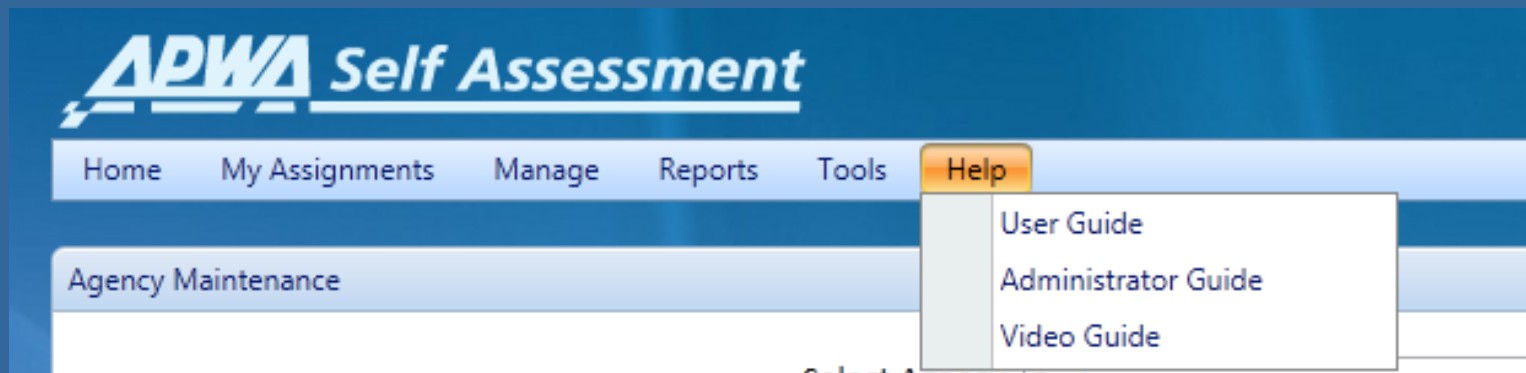 APWA Self Assessment
Home My Assignments Manage Reports Tools Help
User Guide
Agency Maintenance Administrator Guide
Video Guide